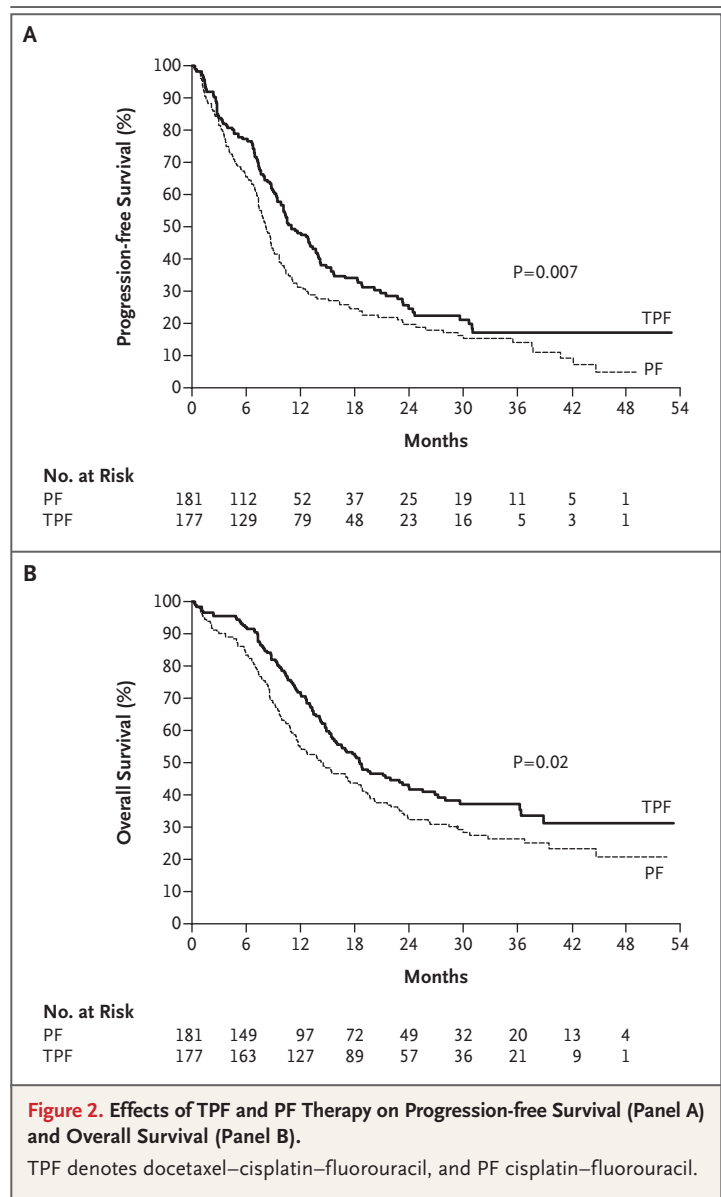 A
Progression-free Survival (%)
100
90
80
70
60
50
40
30
20
10
0
P=0.007
TPF
PF
0 6 12 18 24 30 36 42 48 54
Months
No. at Risk
PF 181 112 52 37 25 19 11 5 1
TPF 177 129 79 48 23 16 5 3 1
B
Overall Survival (%)
100
90
80
70
60
50
40
30
20
10
0
P=0.02
TPF
PF
0 6 12 18 24 30 36 42 48 54
Months
No. at Risk
PF 181 149 97 72 49 32 20 13 4
TPF 177 163 127 89 57 36 21 9 1
Figure 2. Effects of TPF and PF Therapy on Progression-free Survival (Panel A)
and Overall Survival (Panel B).
TPF denotes docetaxel–cisplatin–fluorouracil, and PF cisplatin–fluorouracil.